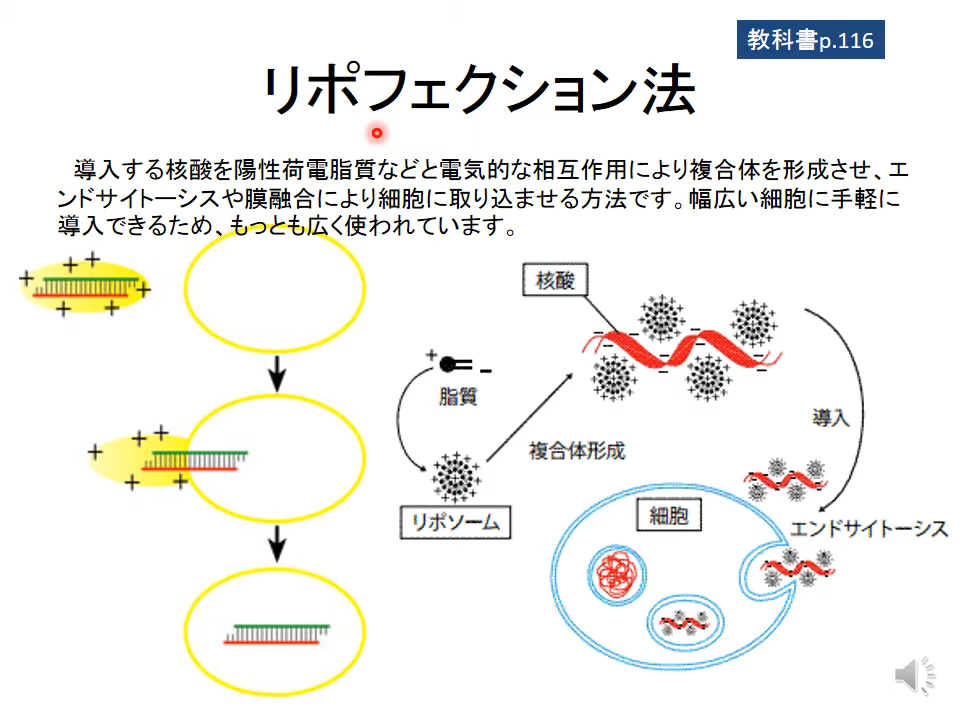 教科書p.116
リポフェクション法
導入する核酸を陽性荷電脂質などと電気的な相互作用により複合体を形成させ、エ
ンドサイトーシスや膜融合により細胞に取り込ませる方法です。幅広い細胞に手軽に
導入できるため、もっとも広く使われています。
核酸
脂質
導入
複合体形成
リポソーム
細胞
エンドサイトーシス